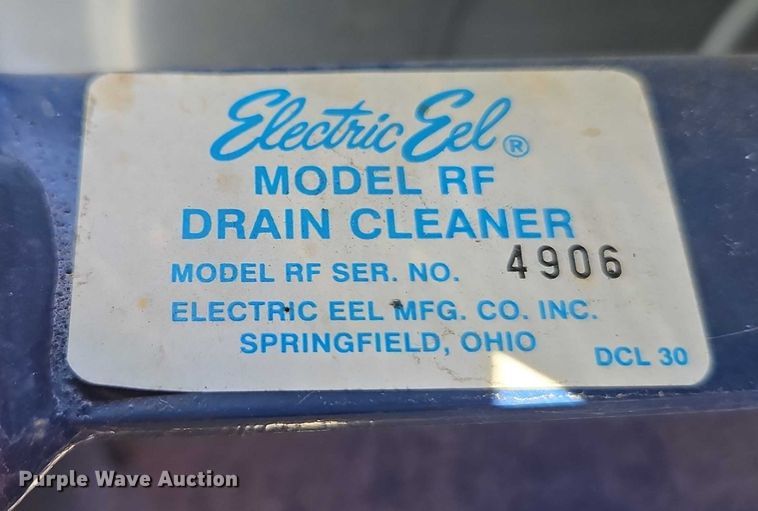 Electric Eel®
MODEL RF
DRAIN CLEANER
MODEL RF SER. NO. 4906
ELECTRIC EEL MFG. CO. INC.
SPRINGFIELD, OHIO
DCL 30
Purple Wave Auction